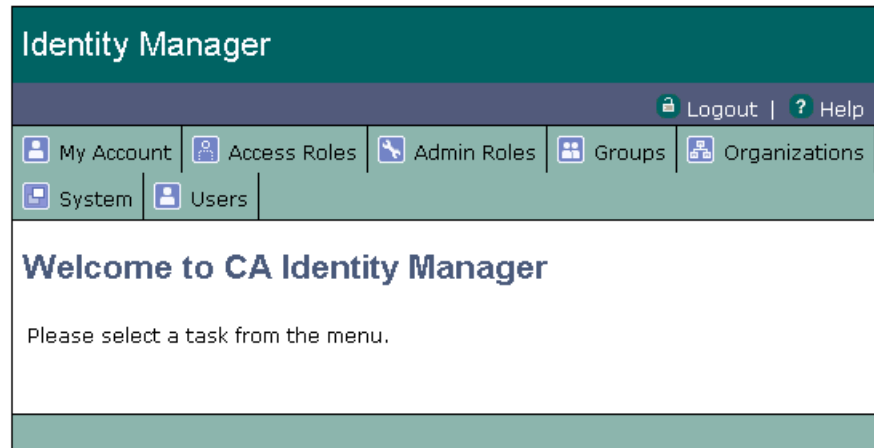 Identity Manager
Logout | ? Help
My Account Access Roles Admin Roles Groups Organizations
System Users
Welcome to CA Identity Manager
Please select a task from the menu.